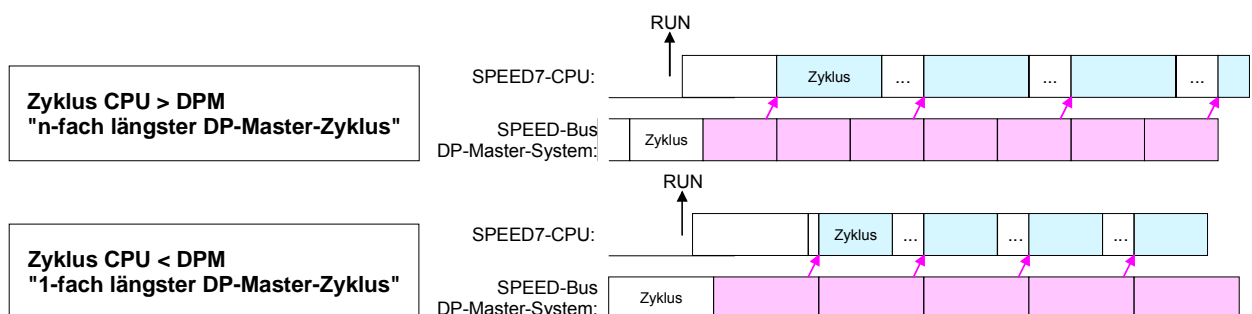 RUN
SPEED7-CPU:
Zyklus
...
...
...
Zyklus CPU > DPM
"n-fach längster DP-Master-Zyklus"
SPEED-Bus
DP-Master-System:
Zyklus
RUN
SPEED7-CPU:
Zyklus
...
...
...
Zyklus CPU < DPM
"1-fach längster DP-Master-Zyklus"
SPEED-Bus
DP-Master-System:
Zyklus